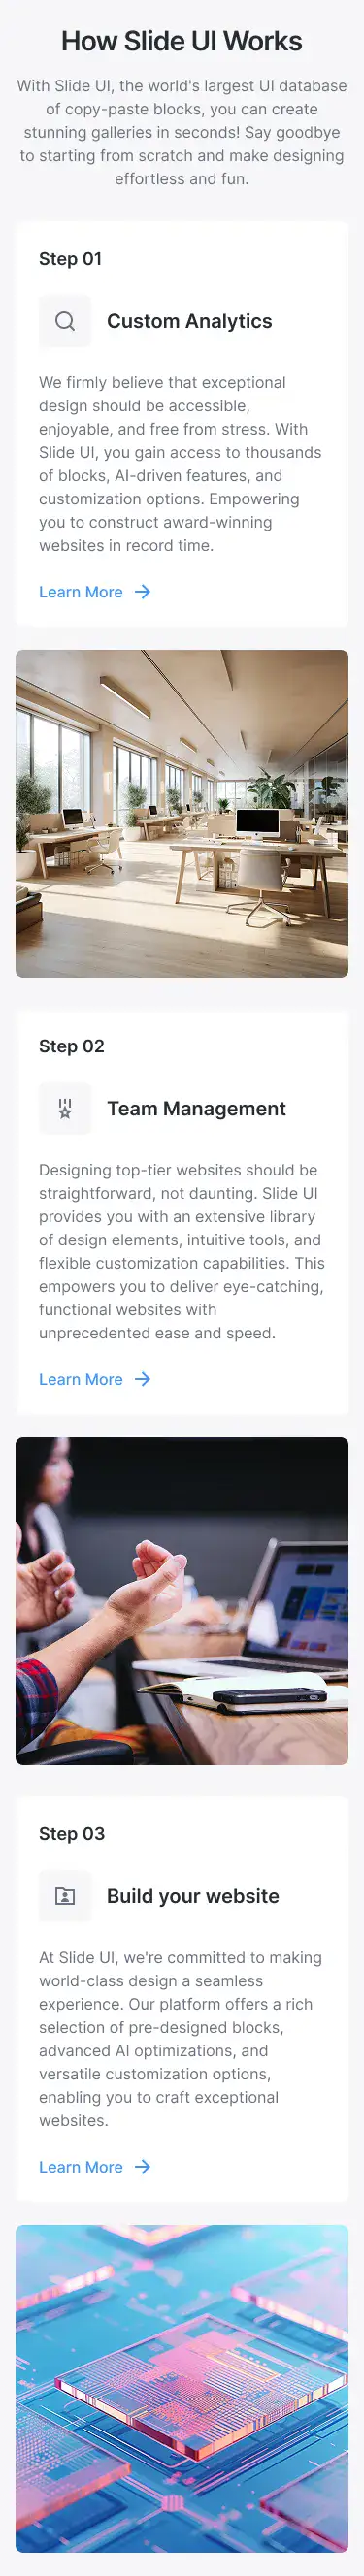 How Slide UI Works
With Slide UI, the world's largest UI database
of copy-paste blocks, you can create
stunning galleries in seconds! Say goodbye
to starting from scratch and make designing
effortless and fun.
Step 01
Custom Analytics
We firmly believe that exceptional
design should be accessible,
enjoyable, and free from stress. With
Slide UI, you gain access to thousands
of blocks, AI-driven features, and
customization options. Empowering
you to construct award-winning
websites in record time.
Learn More
Step 02
Team Management
Designing top-tier websites should be
straightforward, not daunting. Slide UI
provides you with an extensive library
of design elements, intuitive tools, and
flexible customization capabilities. This
empowers you to deliver eye-catching,
functional websites with
unprecedented ease and speed.
Learn More
Step 03
Build your website
At Slide UI, we're committed to making
world-class design a seamless
experience. Our platform offers a rich
selection of pre-designed blocks,
advanced AI optimizations, and
versatile customization options,
enabling you to craft exceptional
websites.
Learn More